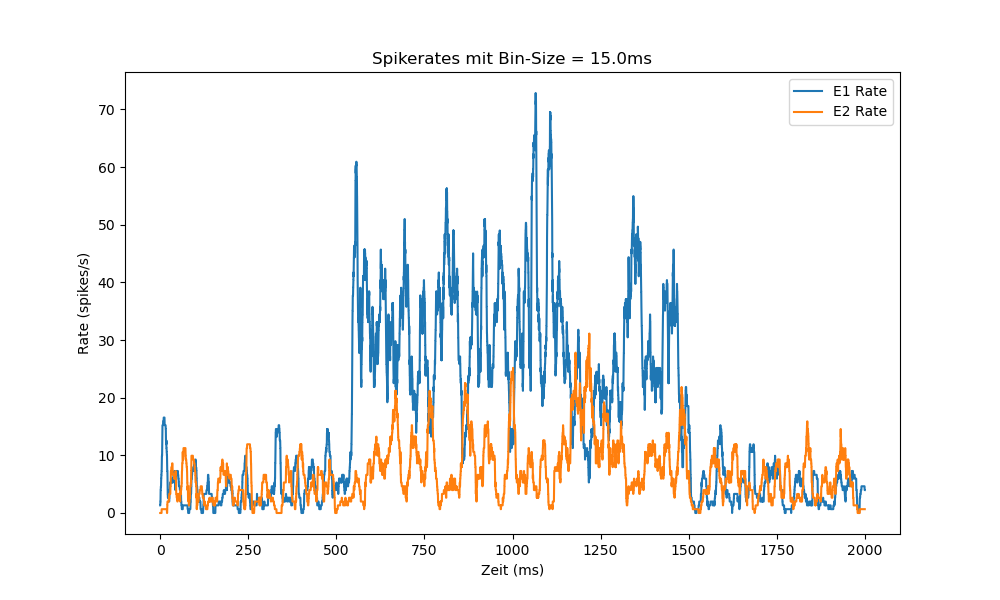 Spikerates mit Bin-Size = 15.0ms
E1 Rate
E2 Rate
Rate (spikes/s)
70
60
50
40
30
20
10
0
0 250 500 750 1000 1250 1500 1750 2000
Zeit (ms)